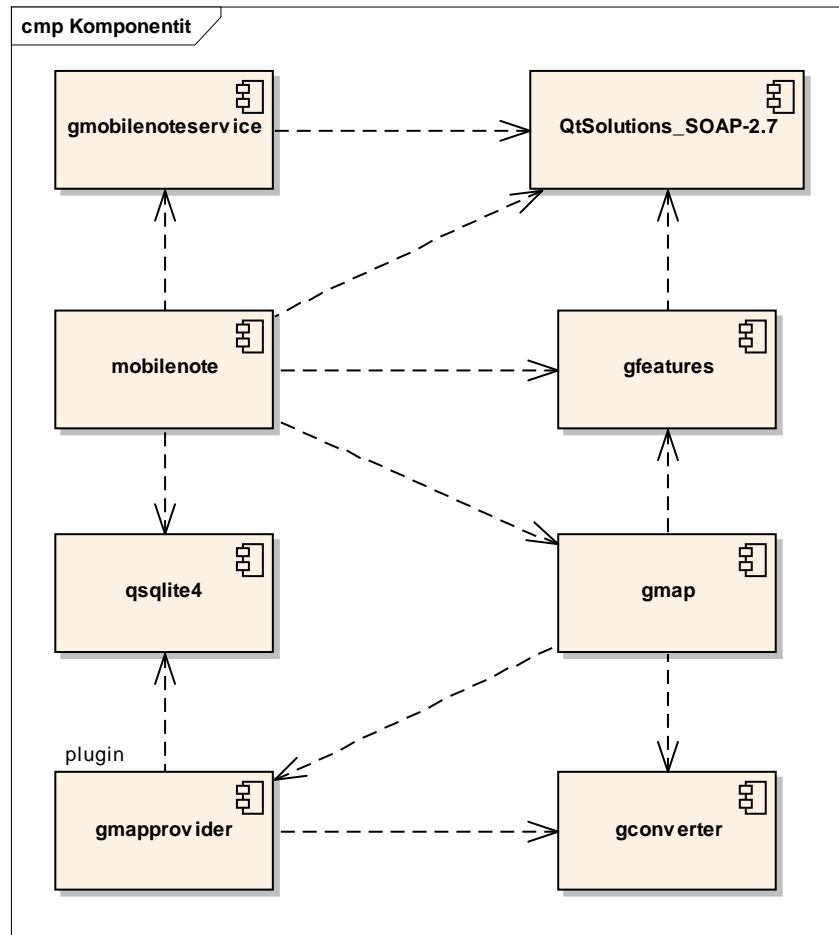 cmp Komponentit
gmobilenoteservice
QtSolutions_SOAP-2.7
mobilenote
gfeatures
qsqlite4
gmap
plugin
gmapprovider
gconverter